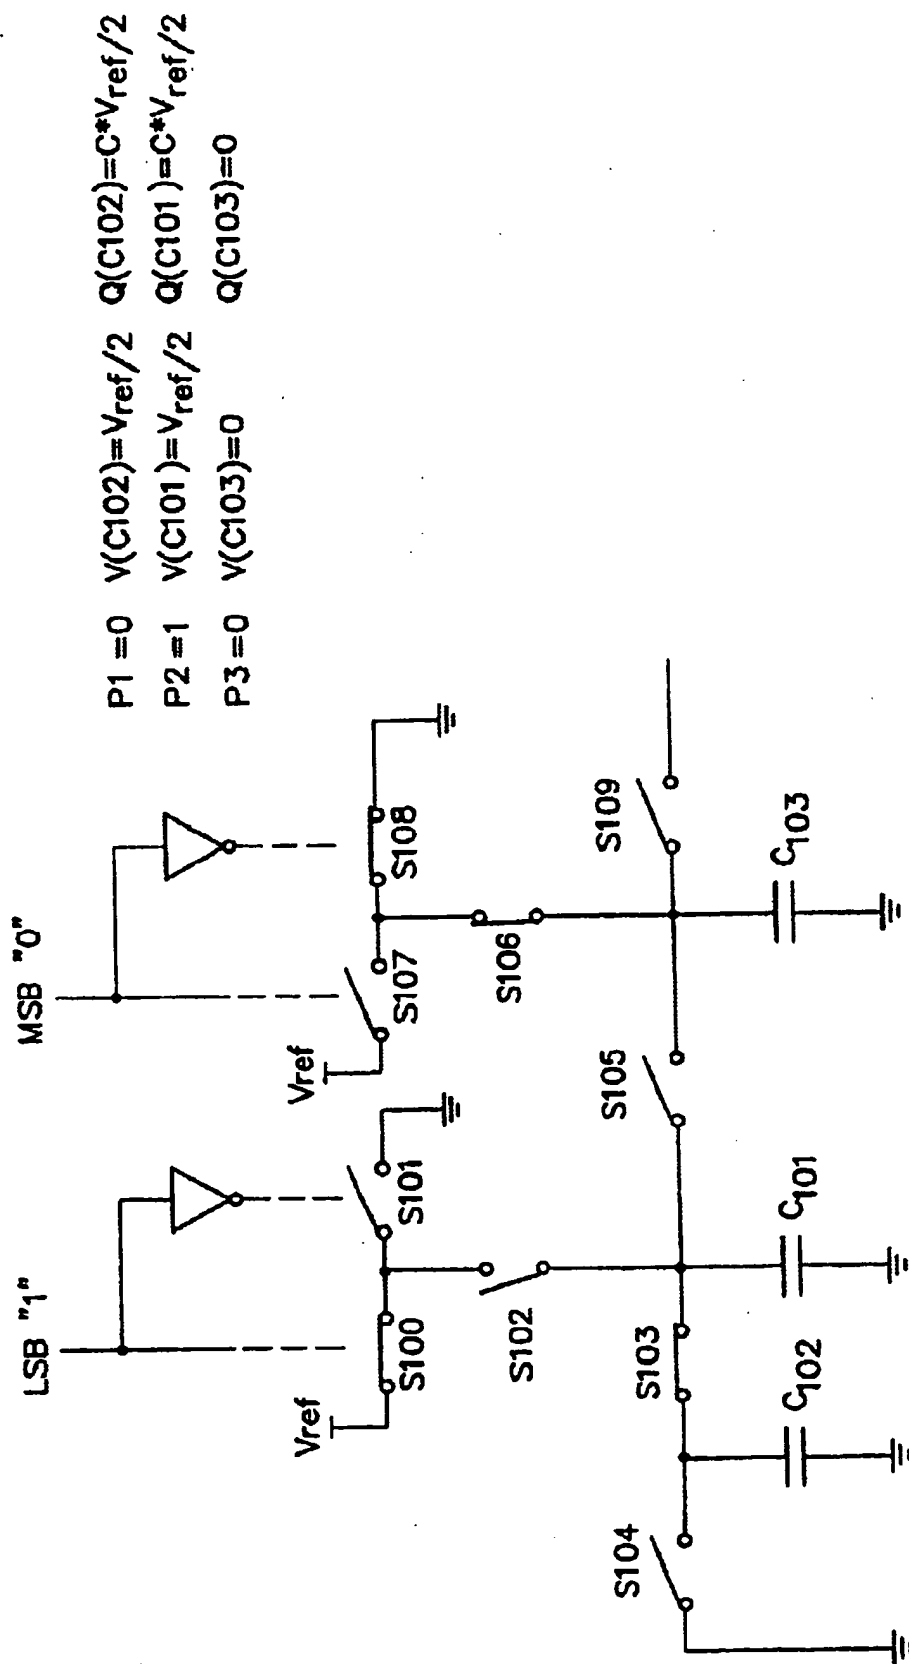 P1=0 V(C102)=Vref/2 Q(C102)=C*Vref/2
P2=1 V(C101)=Vref/2 Q(C101)=C*Vref/2
P3=0 V(C103)=0 Q(C103)=0
LSB "1"
MSB "0"
Vref
S100
S101
Vref
S107
S108
S102
S106
S104
S103
S105
S109
C102
C101
C103